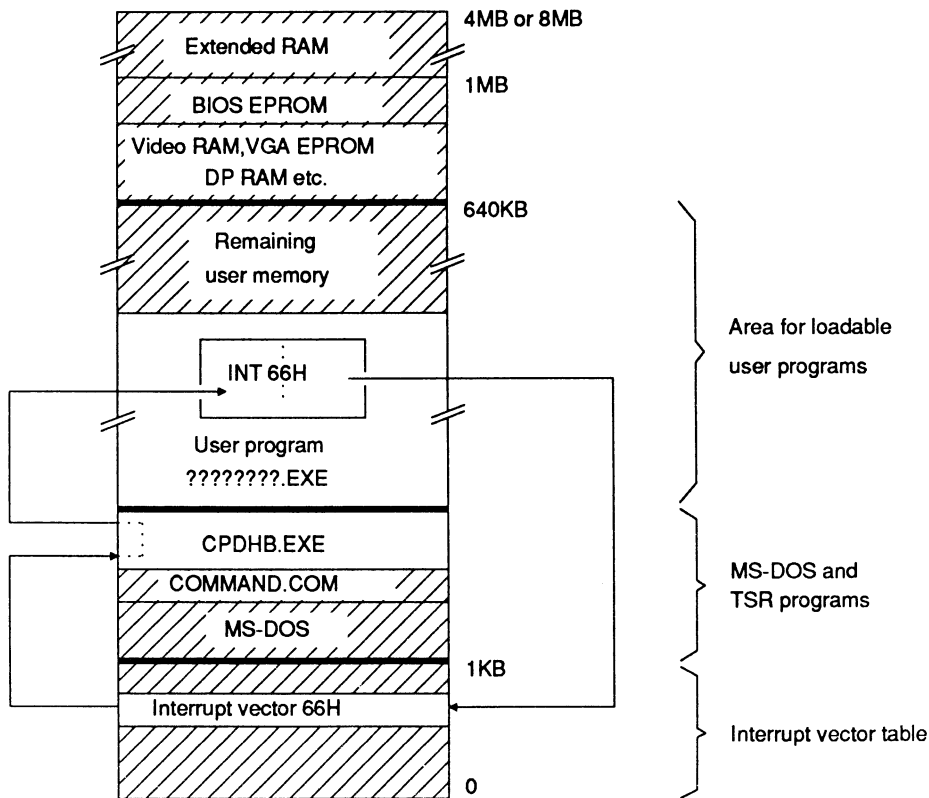 4MB or 8MB
Extended RAM
1MB
BIOS EPROM
Video RAM,VGA EPROM
DP RAM etc.
640KB
Remaining
user memory
Area for loadable
user programs
INT 66H
User program
????????.EXE
CPDHB.EXE
COMMAND.COM
MS-DOS and
TSR programs
MS-DOS
1KB
Interrupt vector 66H
Interrupt vector table
0